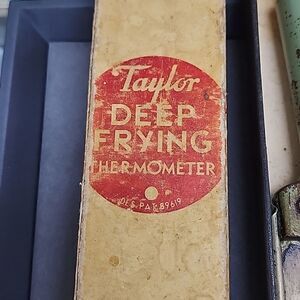 Taylor
DEEP
FRYING
THERMOMETER
DES. PAT. 89619